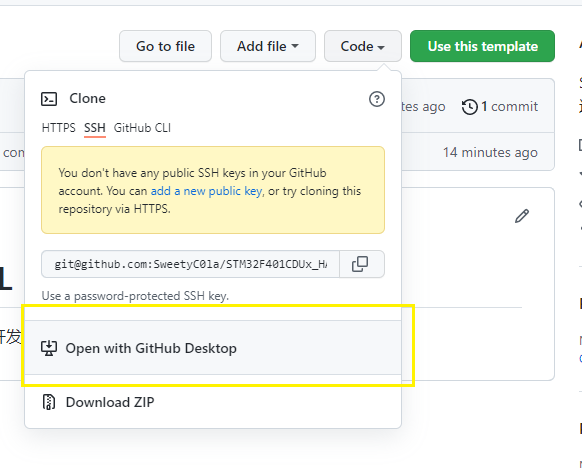 Go to file
Add file
Code
Use this template
Clone
HTTPS SSH GitHub CLI
tes ago
1 commit
com
14 minutes ago
You don't have any public SSH keys in your GitHub
account. You can add a new public key, or try cloning this
repository via HTTPS.
git@github.com:SweetyC0la/STM32F401CDUx_HA
L
Use a password-protected SSH key.
开发
Open with GitHub Desktop
Download ZIP